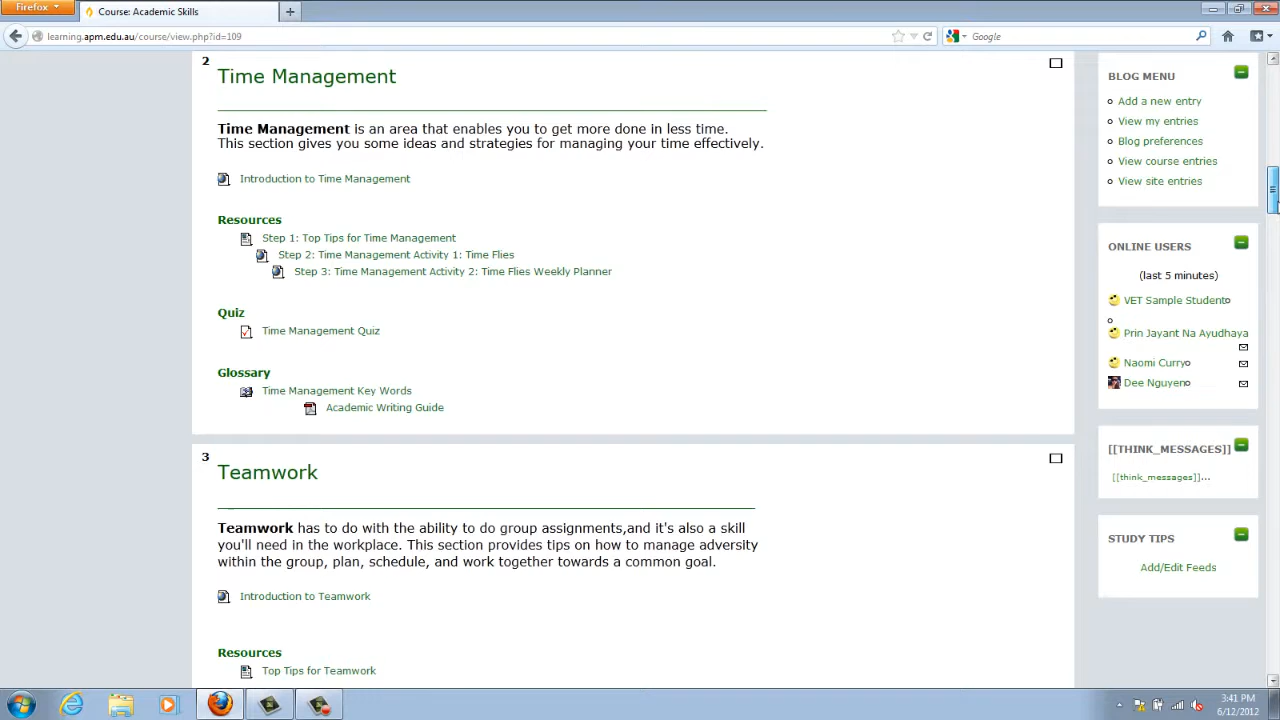 Firefox
Course: Academic Skills
learning.apm.edu.au/course/view.php?id=109
Google
2
Time Management
Time Management is an area that enables you to get more done in less time.
This section gives you some ideas and strategies for managing your time effectively.
Introduction to Time Management
Resources
Step 1: Top Tips for Time Management
Step 2: Time Management Activity 1: Time Flies
Step 3: Time Management Activity 2: Time Flies Weekly Planner
Quiz
Time Management Quiz
Glossary
Time Management Key Words
Academic Writing Guide
3
Teamwork
Teamwork has to do with the ability to do group assignments,and it's also a skill
you'll need in the workplace. This section provides tips on how to manage adversity
within the group, plan, schedule, and work together towards a common goal.
Introduction to Teamwork
Resources
Top Tips for Teamwork
BLOG MENU
Add a new entry
View my entries
Blog preferences
View course entries
View site entries
ONLINE USERS
(last 5 minutes)
VET Sample Student
Prin Jayant Na Ayudhaya
Naomi Curry
Dee Nguyen
[[THINK_MESSAGES]]
[[think_messages]]...
STUDY TIPS
Add/Edit Feeds
3:41 PM
6/12/2012